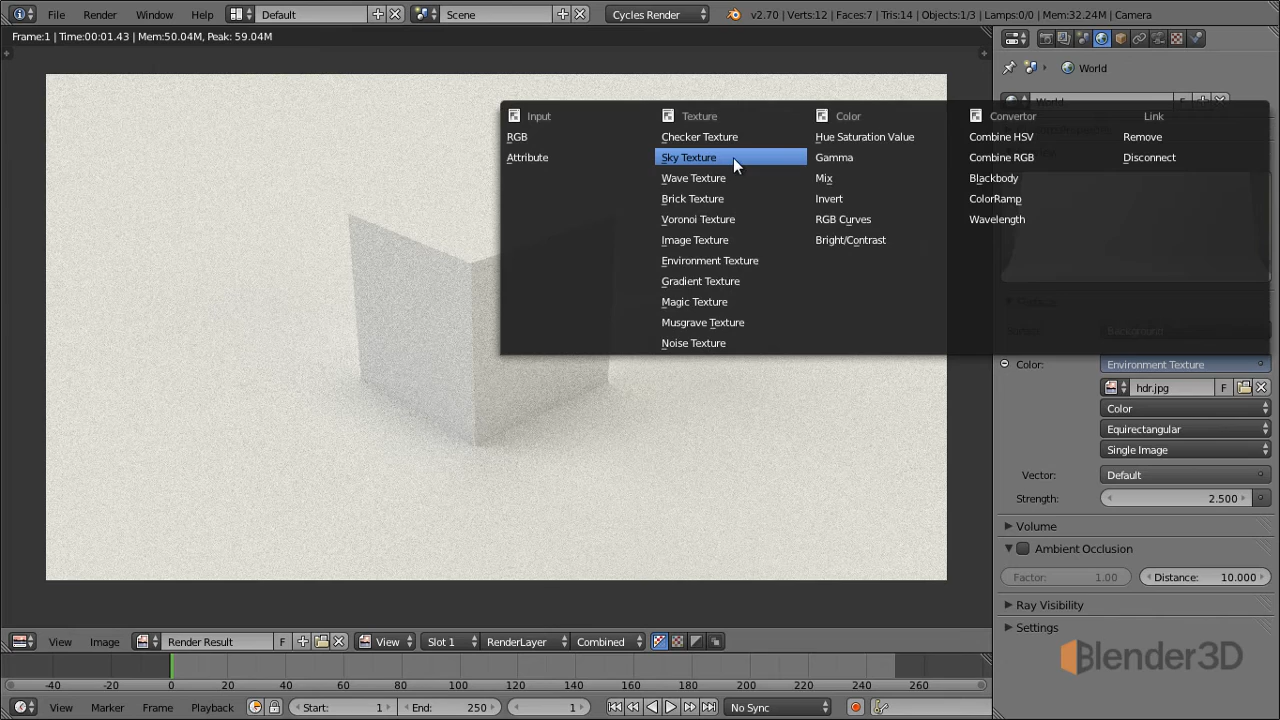 File Render Window Help Default Scene Cycles Render v2.70 | Verts:12 | Faces:7 | Tris:14 | Objects:1/3 | Lamps:0/0 | Mem:32.24M | Camera
Frame:1 | Time:00:01.43 | Mem:50.04M, Peak: 59.04M
World
World F
Input Texture Color Convertor Link
RGB Checker Texture Hue Saturation Value Combine HSV Remove
Attribute Sky Texture Gamma Combine RGB Disconnect
Wave Texture Mix Blackbody
Brick Texture Invert ColorRamp
Voronoi Texture RGB Curves Wavelength
Image Texture Bright/Contrast
Environment Texture
Gradient Texture
Magic Texture
Musgrave Texture
Noise Texture
Surface
Surface: Background
Color: Environment Texture
hdr.jpg F
Color
Equirectangular
Single Image
Vector: Default
Strength: 2.500
Volume
Ambient Occlusion
Factor: 1.00 Distance: 10.000
Ray Visibility
Settings
Blender3D
View Image Render Result F View Slot 1 RenderLayer Combined
-40 -20 0 20 40 60 80 100 120 140 160 180 200 220 240 260 280
View Marker Frame Playback Start: 1 End: 250 1 No Sync